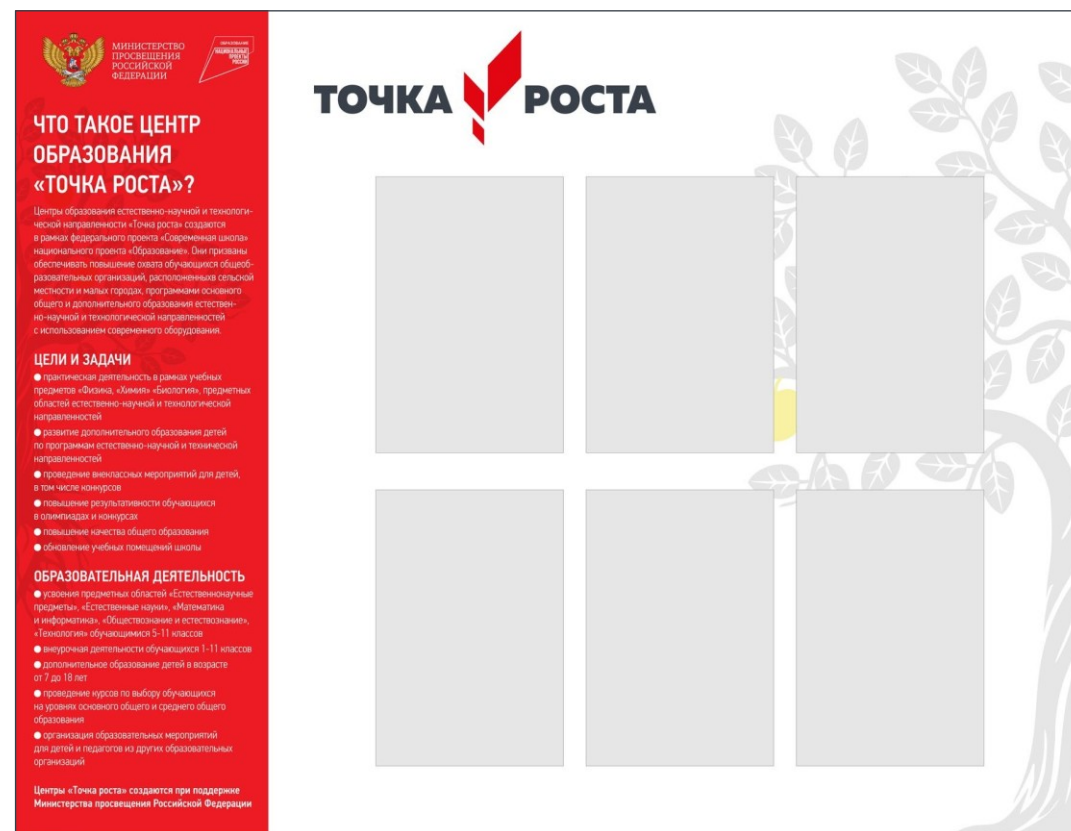 МИНИСТЕРСТВО
ПРОСВЕЩЕНИЯ
РОССИЙСКОЙ
ФЕДЕРАЦИИ
ОБРАЗОВАНИЕ
НАЦИОНАЛЬНЫЕ
ПРОЕКТЫ
РОССИИ
ЧТО ТАКОЕ ЦЕНТР
ОБРАЗОВАНИЯ
«ТОЧКА РОСТА»?
Центры образования естественно-научной и технологи-
ческой направленности «Точка роста» создаются
в рамках федерального проекта «Современная школа»
национального проекта «Образование». Они призваны
обеспечивать повышение охвата обучающихся общеоб-
разовательных организаций, расположенныхв сельской
местности и малых городах, программами основного
общего и дополнительного образования естествен-
но-научной и технологической направленностей
с использованием современного оборудования.
ЦЕЛИ И ЗАДАЧИ
● практическая деятельность в рамках учебных
предметов «Физика, «Химия» «Биология», предметных
областей естественно-научной и технологической
направленностей
● развитие дополнительного образования детей
по программам естественно-научной и технической
направленностей
● проведение внеклассных мероприятий для детей,
в том числе конкурсов
● повышение результативности обучающихся
в олимпиадах и конкурсах
● повышение качества общего образования
● обновление учебных помещений школы
ОБРАЗОВАТЕЛЬНАЯ ДЕЯТЕЛЬНОСТЬ
● усвоения предметных областей «Естественнонаучные
предметы», «Естественные науки», «Математика
и информатика», «Обществознание и естествознание»,
«Технология» обучающимися 5-11 классов
● внеурочная деятельности обучающихся 1-11 классов
● дополнительное образование детей в возрасте
от 7 до 18 лет
● проведение курсов по выбору обучающихся
на уровнях основного общего и среднего общего
образования
● организация образовательных мероприятий
для детей и педагогов из других образовательных
организаций
Центры «Точка роста» создаются при поддержке
Министерства просвещения Российской Федерации
ТОЧКА РОСТА